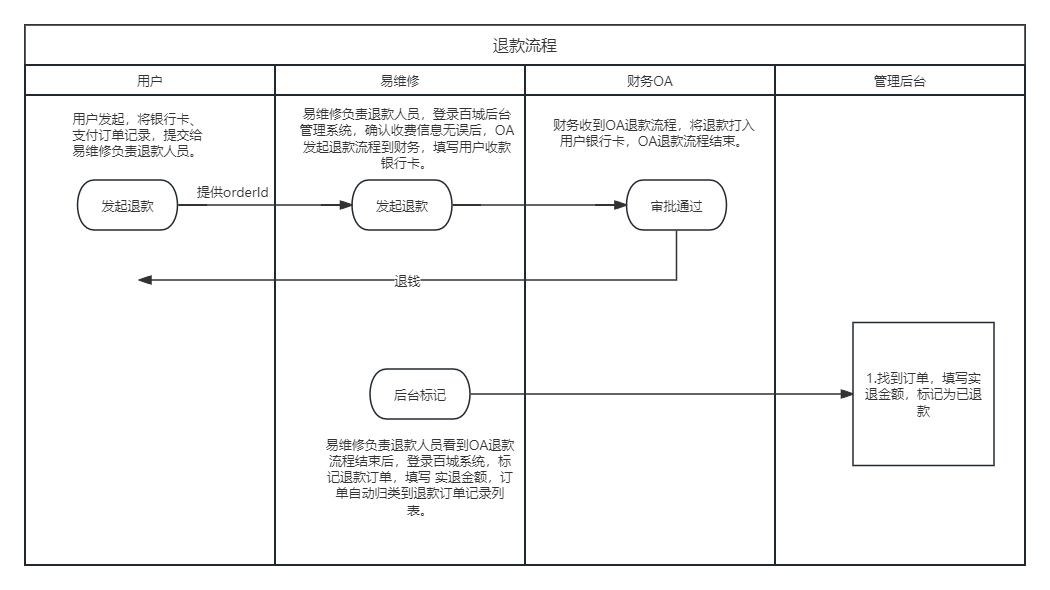 退款流程
用户
易维修
财务OA
管理后台
用户发起，将银行卡、
支付订单记录，提交给
易维修负责退款人员。
易维修负责退款人员，登录百城后台
管理系统，确认收费信息无误后，OA
发起退款流程到财务，填写用户收款
银行卡。
财务收到OA退款流程，将退款打入
用户银行卡，OA退款流程结束。
发起退款
提供orderId
发起退款
审批通过
退钱
后台标记
1.找到订单，填写实
退金额，标记为已退
款
易维修负责退款人员看到OA退款
流程结束后，登录百城系统，标
记退款订单，填写 实退金额，订
单自动归类到退款订单记录列
表。